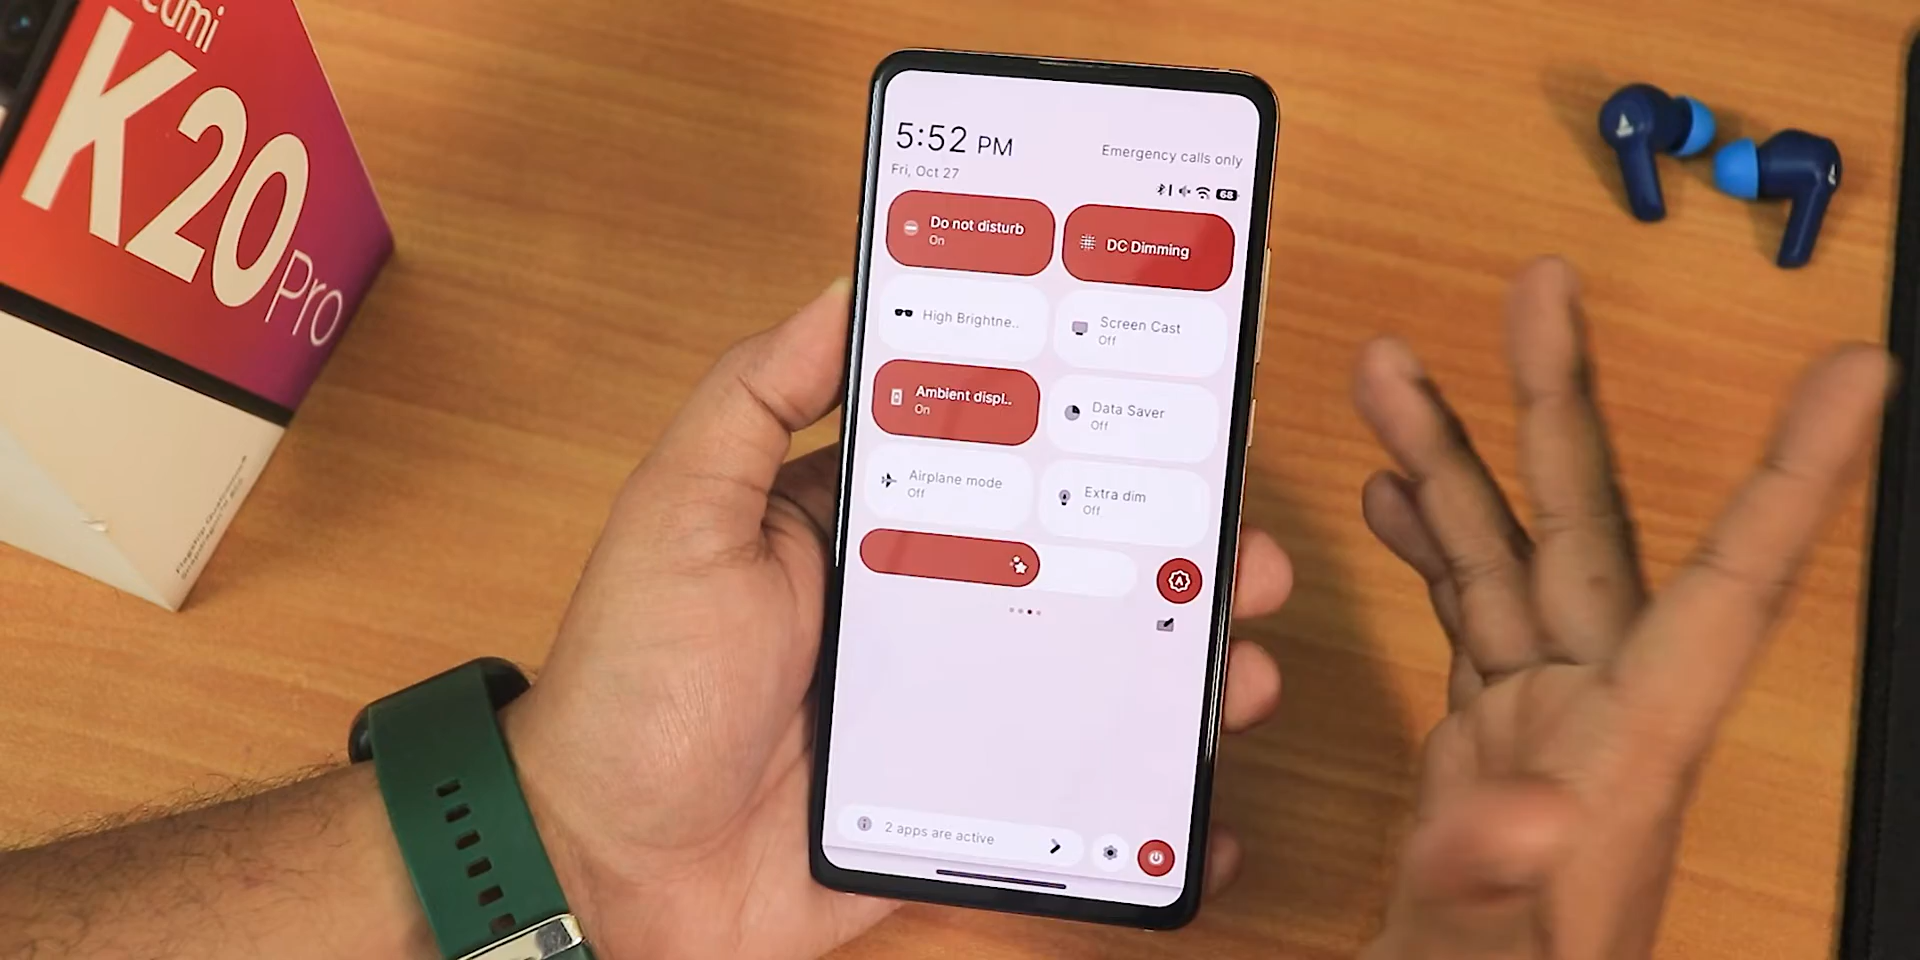 K20
Pro
5:52 PM
Emergency calls only
Fri, Oct 27
68
Do not disturb
On
DC Dimming
High Brightne..
Screen Cast
Off
Ambient displ..
On
Data Saver
Off
Airplane mode
Off
Extra dim
Off
2 apps are active